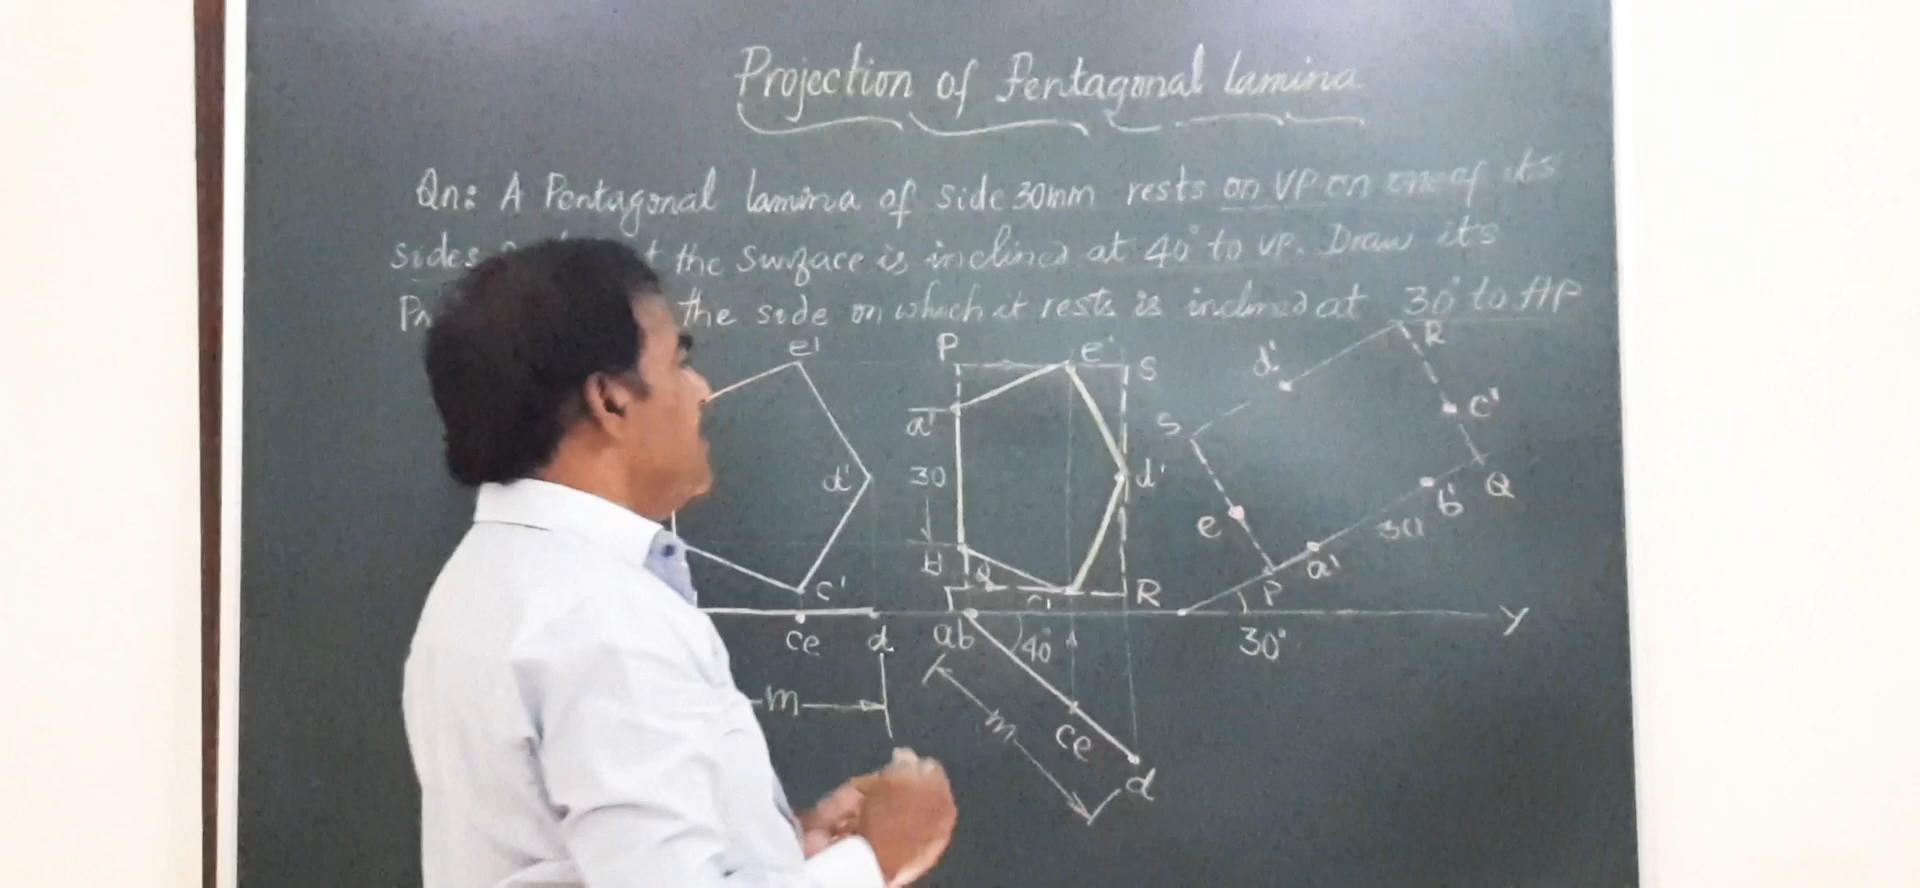 Projection of Pentagonal lamina
Qn: A Pentagonal lamina of side 30mm rests on VP on one of its
sides the surface is inclined at 40° to VP. Draw its
the side on which it rests is inclined at 30° to HP
e' P e' S d' R
a' S c'
d' 30 d' e 30 b' Q
b' Q c' R P a'
c'
ce d ab 40° 30° Y
m m ce
d